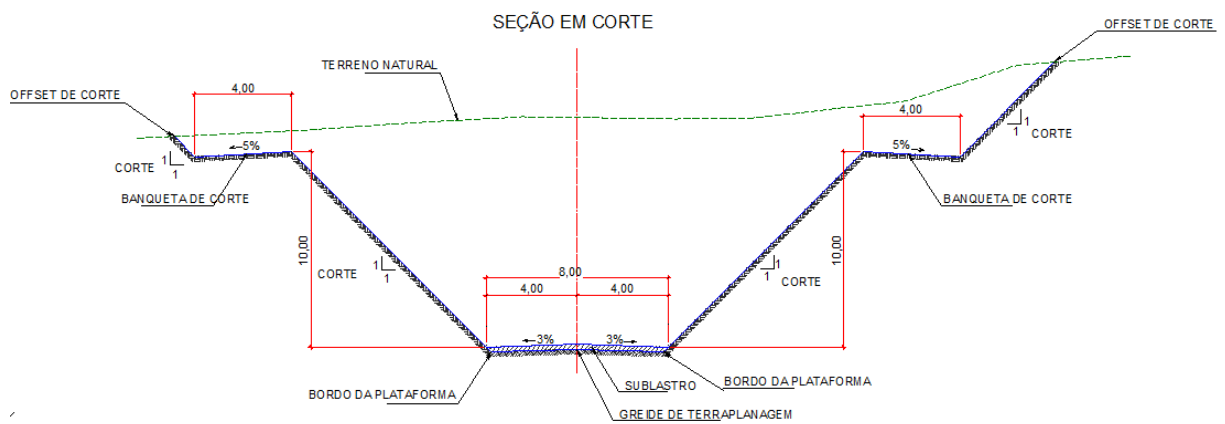 SEÇÃO EM CORTE
OFFSET DE CORTE
TERRENO NATURAL
OFFSET DE CORTE
4,00
4,00
1
1
CORTE
5%
5%
CORTE
1
1
BANQUETA DE CORTE
BANQUETA DE CORTE
10,00
10,00
CORTE
1
1
8,00
1
1
CORTE
4,00
4,00
3%
3%
BORDO DA PLATAFORMA
SUBLASTRO
BORDO DA PLATAFORMA
GREIDE DE TERRAPLANAGEM